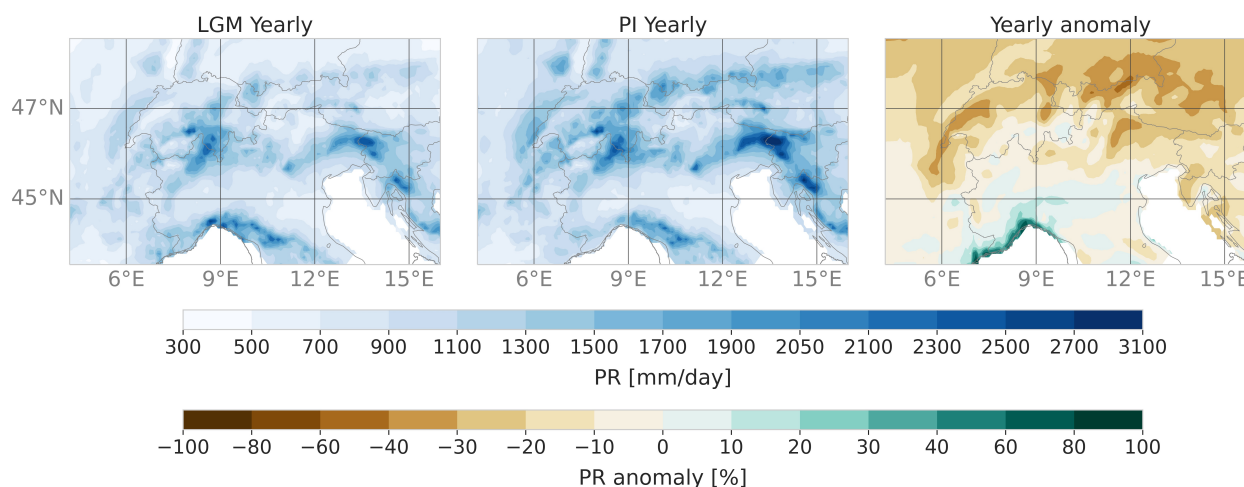 LGM Yearly PI Yearly Yearly anomaly
47°N
45°N
6°E 9°E 12°E 15°E 6°E 9°E 12°E 15°E 6°E 9°E 12°E 15°E
300 500 700 900 1100 1300 1500 1700 1900 2050 2100 2300 2500 2700 3100
PR [mm/day]
−100 −80 −60 −40 −30 −20 −10 0 10 20 30 40 60 80 100
PR anomaly [%]